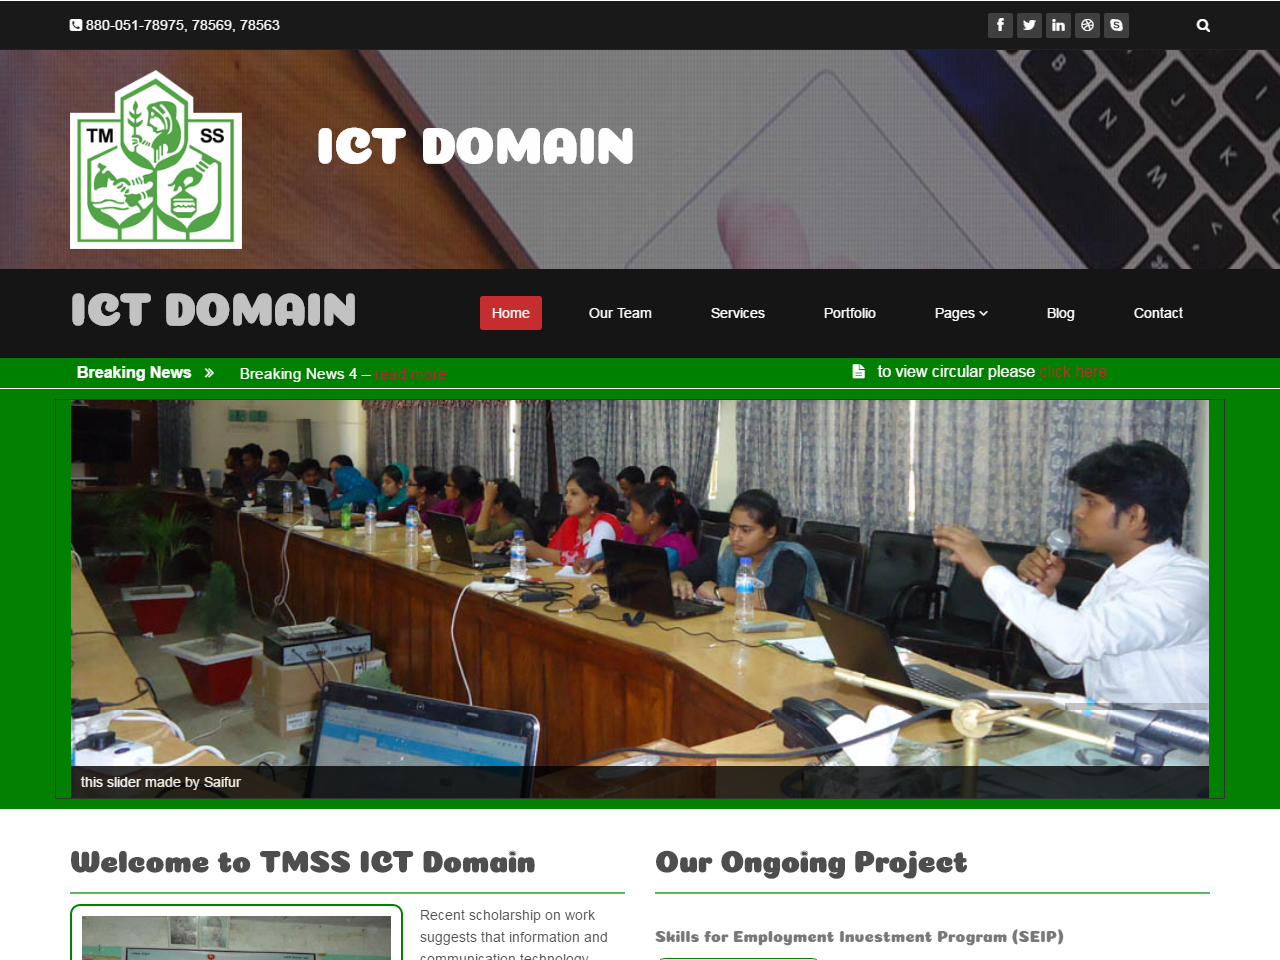 880-051-78975, 78569, 78563
TM SS
ICT DOMAIN
B
J
K
N
M
<
ICT DOMAIN
Home Our Team Services Portfolio Pages Blog Contact
Breaking News » Breaking News 4 – read more
to view circular please click here
this slider made by Saifur
Welcome to TMSS ICT Domain
Our Ongoing Project
Recent scholarship on work
suggests that information and
communication technology
Skills for Employment Investment Program (SEIP)